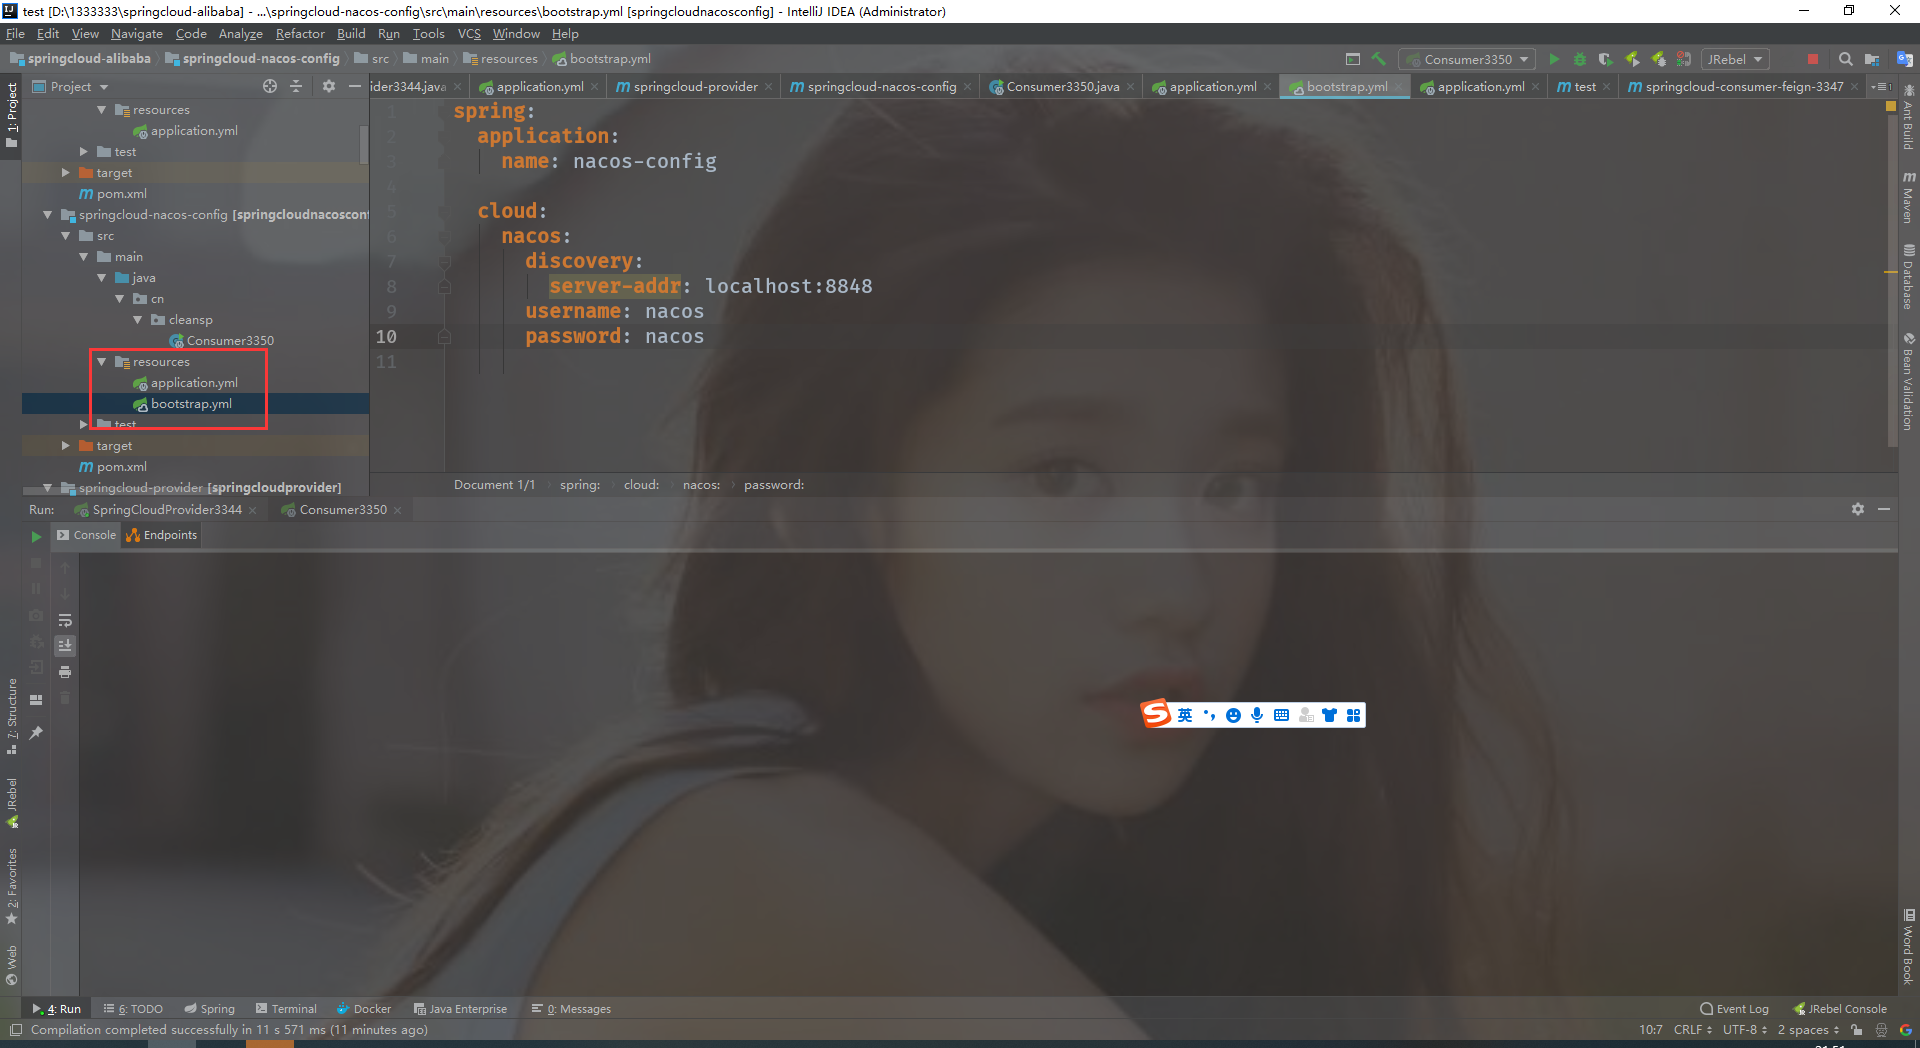 test [D:\1333333\springcloud-alibaba] - ...\springcloud-nacos-config\src\main\resources\bootstrap.yml [springcloudnacosconfig] - IntelliJ IDEA (Administrator)
File Edit View Navigate Code Analyze Refactor Build Run Tools VCS Window Help
springcloud-alibaba springcloud-nacos-config src main resources bootstrap.yml
Consumer3350 JRebel
1: Project
Project
ider3344.java application.yml springcloud-provider springcloud-nacos-config Consumer3350.java application.yml bootstrap.yml application.yml test springcloud-consumer-feign-3347
resources
application.yml
test
target
pom.xml
springcloud-nacos-config [springcloudnacosconf
src
main
java
cn
cleansp
Consumer3350
resources
application.yml
bootstrap.yml
test
target
pom.xml
springcloud-provider [springcloudprovider]
1 spring:
2 application:
3 name: nacos-config
4
5 cloud:
6 nacos:
7 discovery:
8 server-addr: localhost:8848
9 username: nacos
10 password: nacos
11
Document 1/1 spring: cloud: nacos: password:
Ant Build
Maven
Database
Bean Validation
Word Book
Run: SpringCloudProvider3344 Consumer3350
Console Endpoints
7: Structure
JRebel
2: Favorites
Web
英
4: Run 6: TODO Spring Terminal Docker Java Enterprise 0: Messages Event Log JRebel Console
Compilation completed successfully in 11 s 571 ms (11 minutes ago) 10:7 CRLF UTF-8 2 spaces